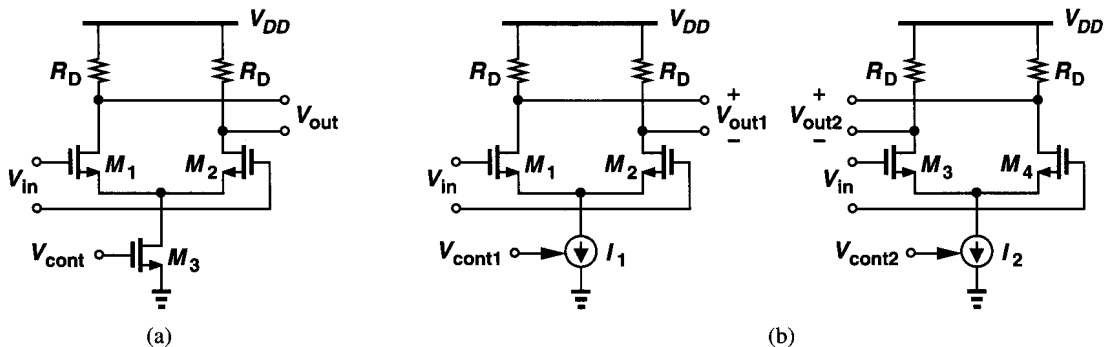 V_DD V_DD V_DD
R_D R_D R_D R_D R_D R_D
V_out + V_out1 − + V_out2 −
V_in M_1 M_2 V_in M_1 M_2 V_in M_3 M_4
V_cont M_3 V_cont1 I_1 V_cont2 I_2
(a) (b)